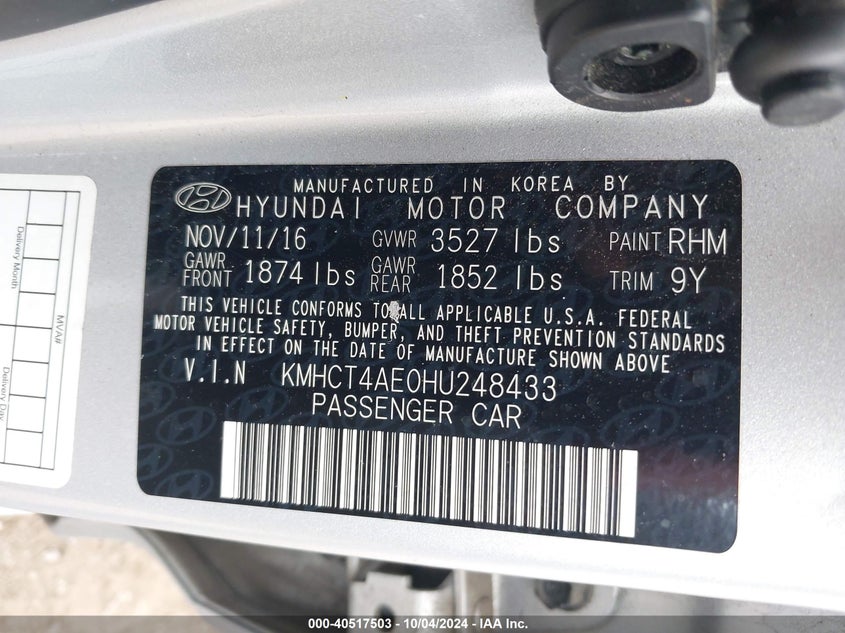 MANUFACTURED IN KOREA BY
HYUNDAI MOTOR COMPANY
NOV/11/16 GVWR 3527 lbs PAINT RHM
GAWR FRONT 1874 lbs GAWR REAR 1852 lbs TRIM 9Y
THIS VEHICLE CONFORMS TO ALL APPLICABLE U.S.A. FEDERAL
MOTOR VEHICLE SAFETY, BUMPER, AND THEFT PREVENTION STANDARDS
IN EFFECT ON THE DATE OF MANUFACTURE SHOWN ABOVE
V.I.N KMHCT4AE0HU248433
PASSENGER CAR
Delivery Month
Delivery Day
MVA#
000-40517503 - 10/04/2024 - IAA Inc.